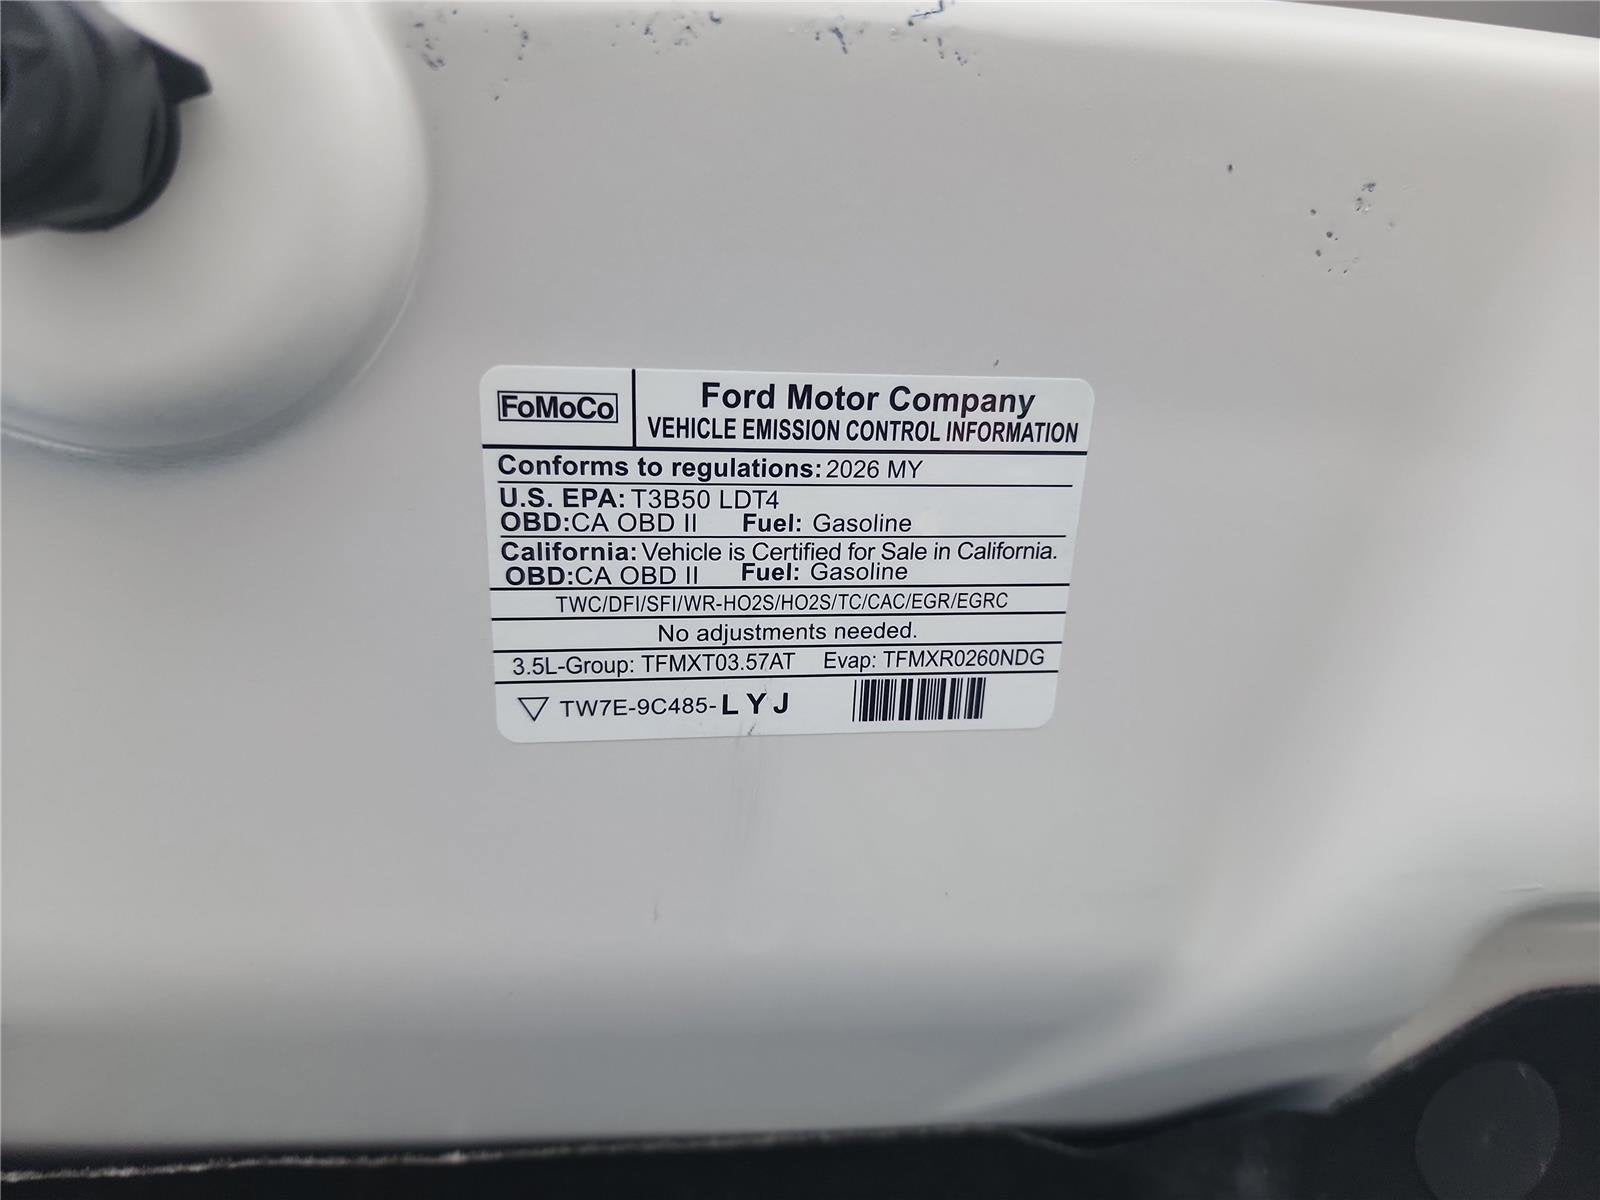 FoMoCo
Ford Motor Company
VEHICLE EMISSION CONTROL INFORMATION
Conforms to regulations: 2026 MY
U.S. EPA: T3B50 LDT4
OBD:CA OBD II Fuel: Gasoline
California: Vehicle is Certified for Sale in California.
OBD:CA OBD II Fuel: Gasoline
TWC/DFI/SFI/WR-HO2S/HO2S/TC/CAC/EGR/EGRC
No adjustments needed.
3.5L-Group: TFMXT03.57AT Evap: TFMXR0260NDG
TW7E-9C485-LYJ